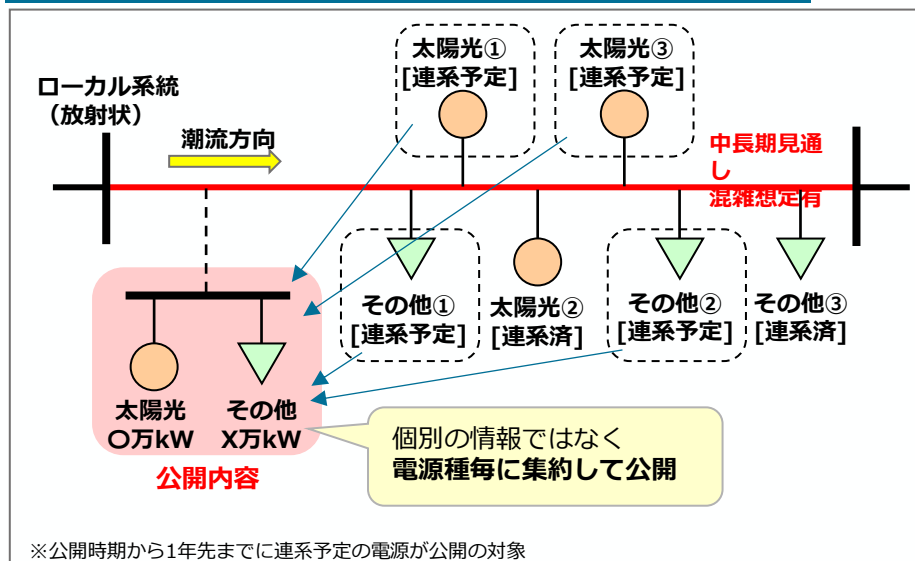 太陽光①
[連系予定]
太陽光③
[連系予定]
ローカル系統
（放射状）
潮流方向
中長期見通
し
混雑想定有
その他①
[連系予定]
太陽光②
[連系済]
その他②
[連系予定]
その他③
[連系済]
太陽光
〇万kW
その他
X万kW
公開内容
個別の情報ではなく
電源種毎に集約して公開
※公開時期から1年先までに連系予定の電源が公開の対象